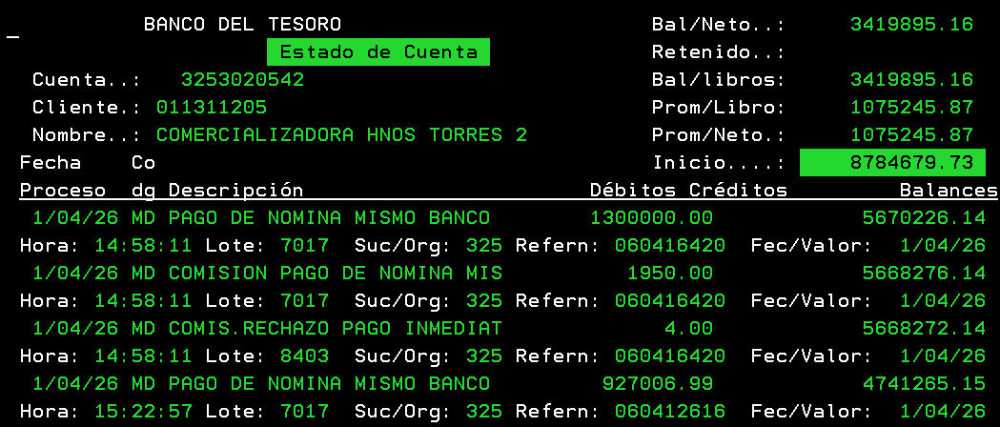 BANCO DEL TESORO Bal/Neto..: 3419895.16
Estado de Cuenta Retenido..:
Cuenta..: 3253020542 Bal/libros: 3419895.16
Cliente.: 011311205 Prom/Libro: 1075245.87
Nombre..: COMERCIALIZADORA HNOS TORRES 2 Prom/Neto.: 1075245.87
Fecha Co Inicio....: 8784679.73
Proceso dg Descripción Débitos Créditos Balances
1/04/26 MD PAGO DE NOMINA MISMO BANCO 1300000.00 5670226.14
Hora: 14:58:11 Lote: 7017 Suc/Org: 325 Refern: 060416420 Fec/Valor: 1/04/26
1/04/26 MD COMISION PAGO DE NOMINA MIS 1950.00 5668276.14
Hora: 14:58:11 Lote: 7017 Suc/Org: 325 Refern: 060416420 Fec/Valor: 1/04/26
1/04/26 MD COMIS.RECHAZO PAGO INMEDIAT 4.00 5668272.14
Hora: 14:58:11 Lote: 8403 Suc/Org: 325 Refern: 060416420 Fec/Valor: 1/04/26
1/04/26 MD PAGO DE NOMINA MISMO BANCO 927006.99 4741265.15
Hora: 15:22:57 Lote: 7017 Suc/Org: 325 Refern: 060412616 Fec/Valor: 1/04/26